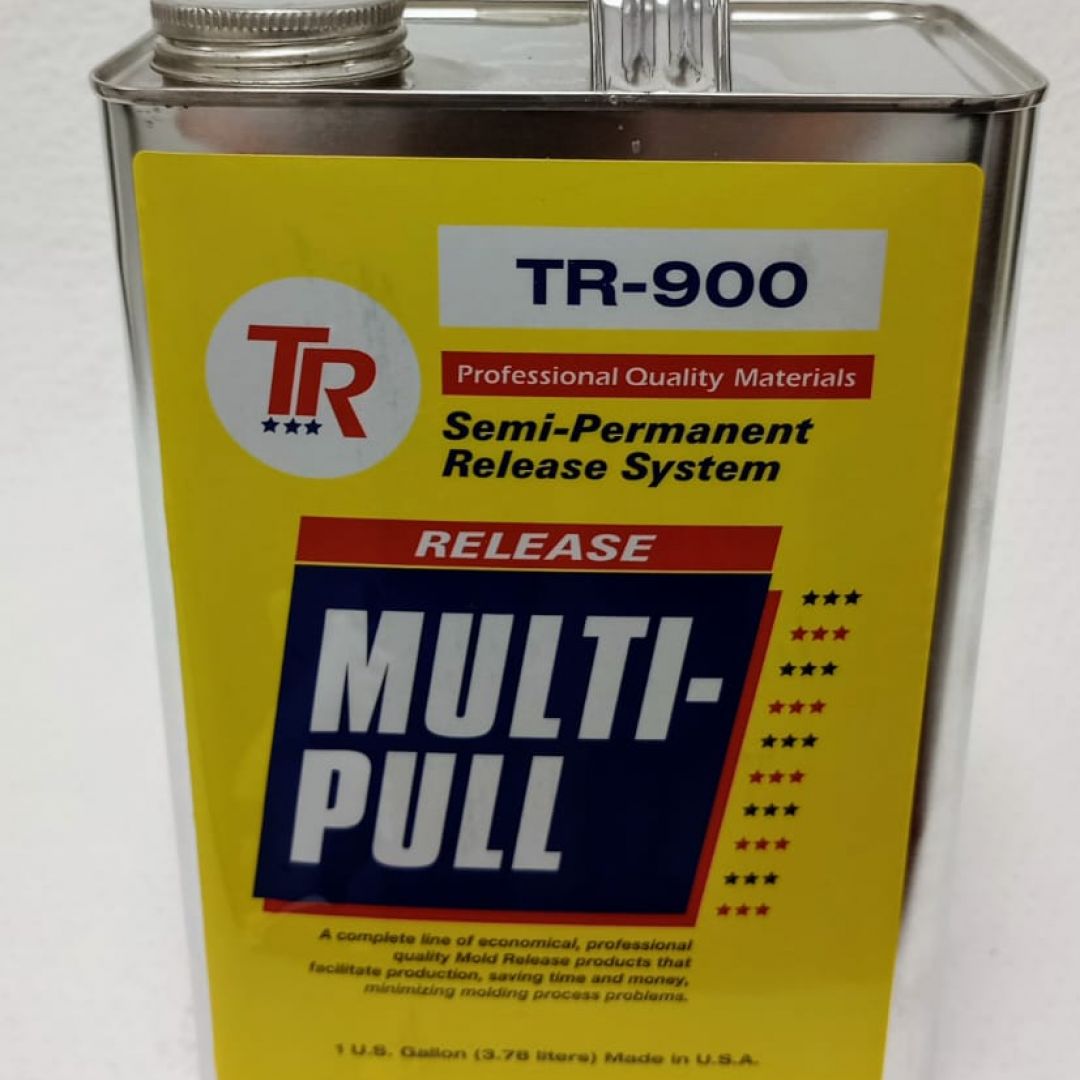 TR-900
TR
Professional Quality Materials
Semi-Permanent
Release System
RELEASE
MULTI-
PULL
A complete line of economical, professional
quality Mold Release products that
facilitate production, saving time and money,
minimizing molding process problems.
1 U.S. Gallon (3.78 liters) Made in U.S.A.